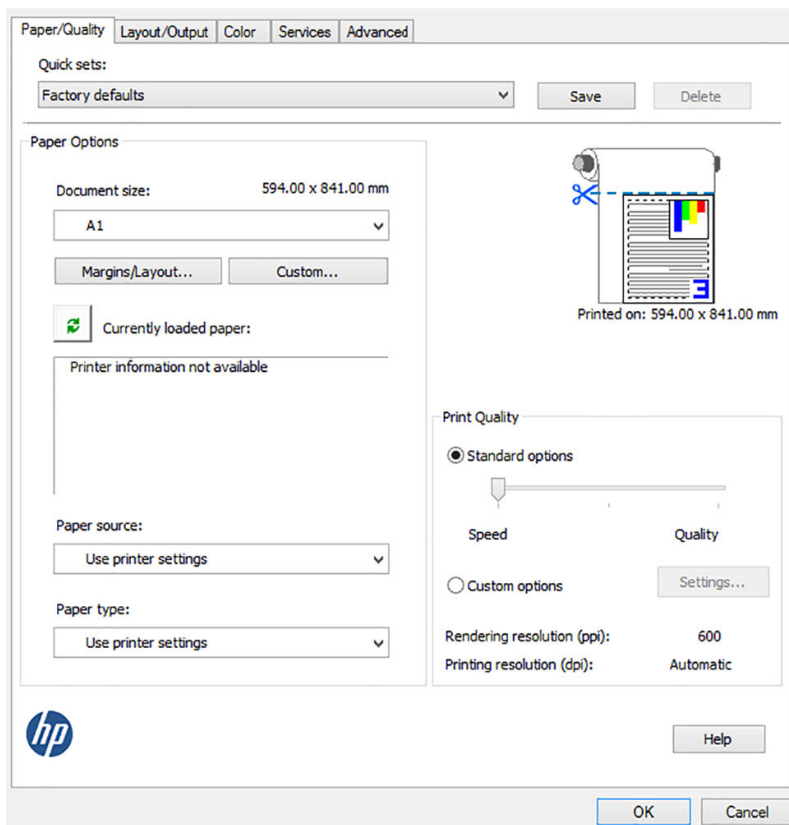 Paper/Quality Layout/Output Color Services Advanced
Quick sets:
Factory defaults Save Delete
Paper Options
Document size: 594.00 x 841.00 mm
A1
Margins/Layout... Custom...
Currently loaded paper:
Printer information not available
Paper source:
Use printer settings
Paper type:
Use printer settings
3
Printed on: 594.00 x 841.00 mm
Print Quality
Standard options
Speed Quality
Custom options Settings...
Rendering resolution (ppi): 600
Printing resolution (dpi): Automatic
hp
Help
OK Cancel